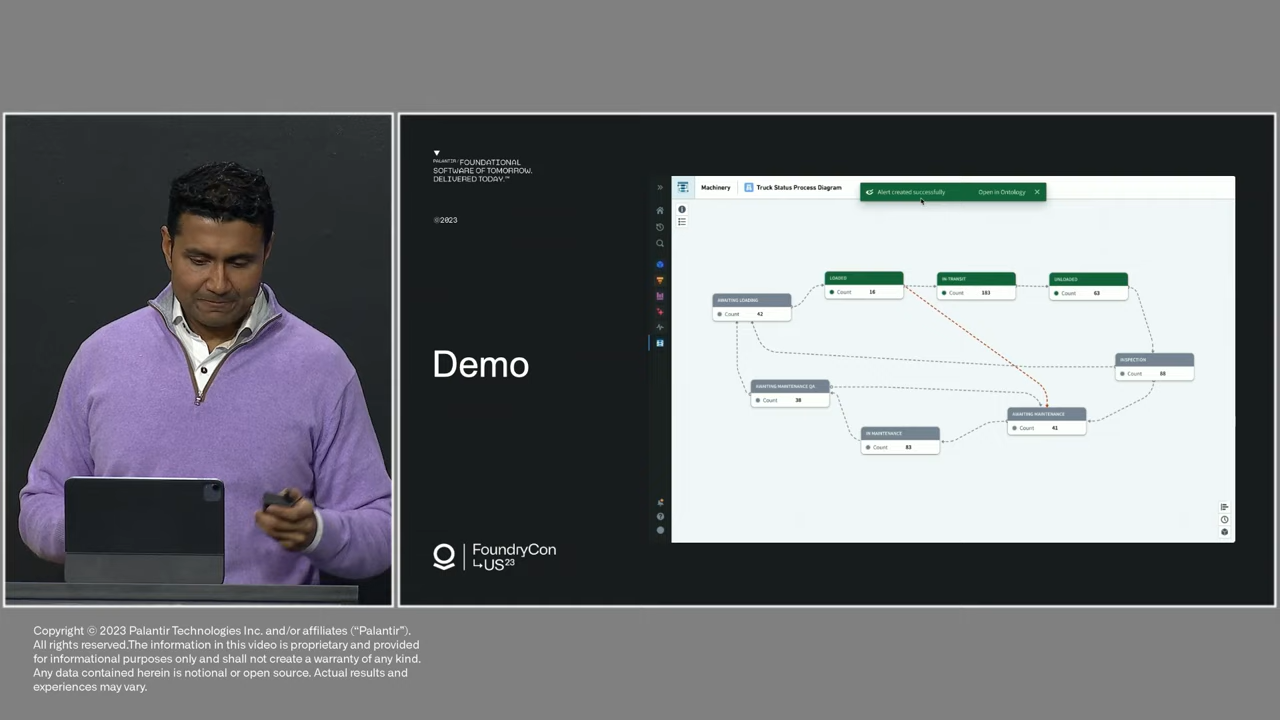 PALANTIR/FOUNDATIONAL
SOFTWARE OF TOMORROW.
DELIVERED TODAY.™
©2023
Demo
FoundryCon
↳US23
Machinery
Truck Status Process Diagram
Alert created successfully
Open in Ontology
LOADED
Count 16
IN TRANSIT
Count 183
UNLOADED
Count 63
AWAITING LOADING
Count 42
INSPECTION
Count 88
AWAITING MAINTENANCE QA
Count 38
AWAITING MAINTENANCE
Count 41
IN MAINTENANCE
Count 83
Copyright © 2023 Palantir Technologies Inc. and/or affiliates (“Palantir”).
All rights reserved.The information in this video is proprietary and provided
for informational purposes only and shall not create a warranty of any kind.
Any data contained herein is notional or open source. Actual results and
experiences may vary.